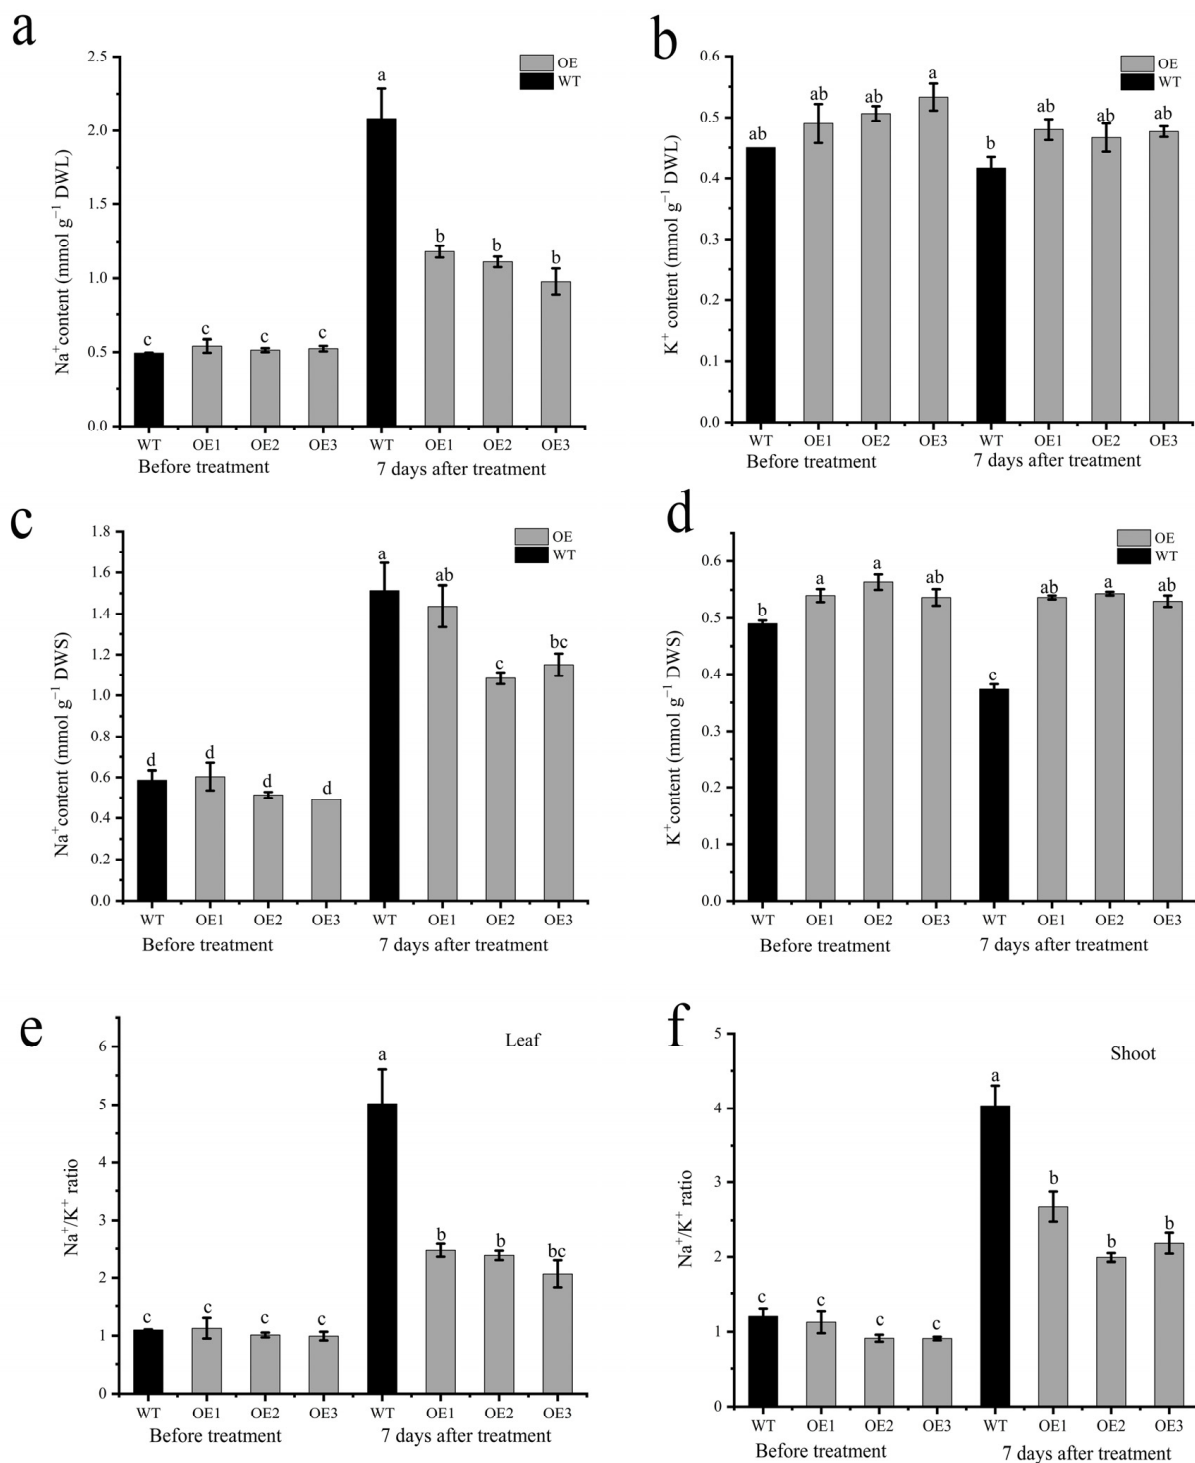 a
OE
WT
Na⁺content (mmol g⁻¹ DWL)
2.5
2.0
1.5
1.0
0.5
0.0
c
c
c
c
a
b
b
b
WT
OE1
OE2
OE3
WT
OE1
OE2
OE3
Before treatment
7 days after treatment
b
OE
WT
K⁺ content (mmol g⁻¹ DWL)
0.6
0.5
0.4
0.3
0.2
0.1
0.0
ab
ab
ab
a
b
ab
ab
ab
WT
OE1
OE2
OE3
WT
OE1
OE2
OE3
Before treatment
7 days after treatment
c
OE
WT
Na⁺content (mmol g⁻¹ DWS)
1.8
1.6
1.4
1.2
1.0
0.8
0.6
0.4
0.2
0.0
d
d
d
d
a
ab
c
bc
WT
OE1
OE2
OE3
WT
OE1
OE2
OE3
Before treatment
7 days after treatment
d
OE
WT
K⁺content (mmol g⁻¹ DWS)
0.6
0.5
0.4
0.3
0.2
0.1
0.0
b
a
a
ab
c
ab
a
ab
WT
OE1
OE2
OE3
WT
OE1
OE2
OE3
Before treatment
7 days after treatment
e
Leaf
Na⁺/K⁺ ratio
6
5
4
3
2
1
0
c
c
c
c
a
b
b
bc
WT
OE1
OE2
OE3
WT
OE1
OE2
OE3
Before treatment
7 days after treatment
f
Shoot
Na⁺/K⁺ ratio
5
4
3
2
1
0
c
c
c
c
a
b
b
b
WT
OE1
OE2
OE3
WT
OE1
OE2
OE3
Before treatment
7 days after treatment